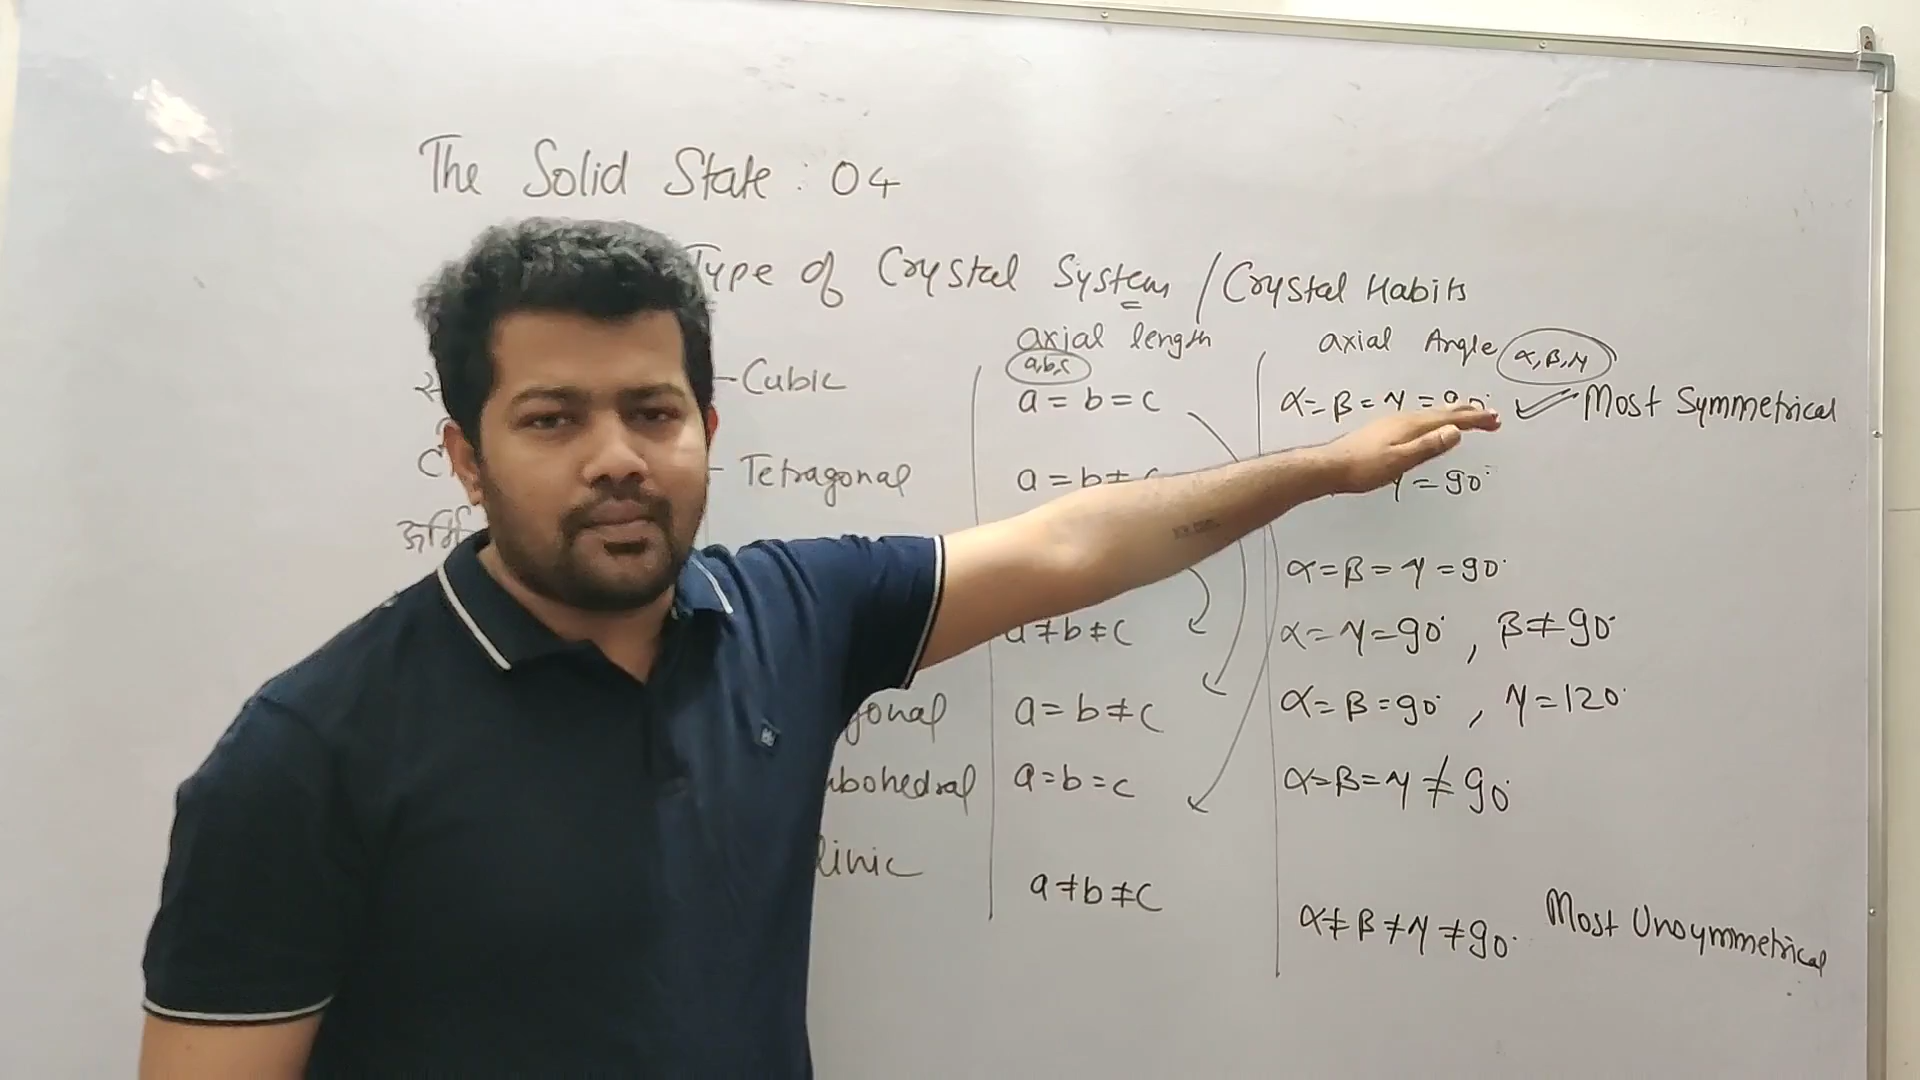 The Solid State : 04
Type of Crystal System / Crystal Habits
axial length axial Angle α, β, γ
a,b,c
Cubic a = b = c α = β = γ = 90° Most Symmetrical
Tetragonal a = b ≠ c γ = 90°
α = β = γ = 90°
a ≠ b ≠ c α = γ = 90° , β ≠ 90°
gonal a = b ≠ c α = β = 90° , γ = 120°
mbohedral a = b = c α = β = γ ≠ 90°
linic a ≠ b ≠ c α ≠ β ≠ γ ≠ 90° Most Unsymmetrical